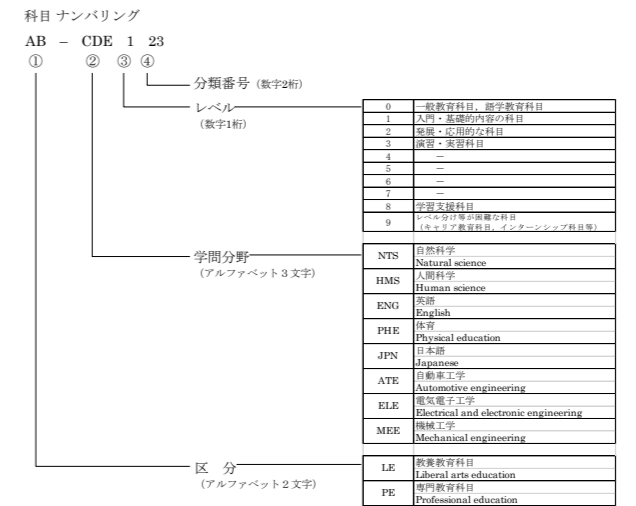 科目 ナンバリング
AB － CDE 1 23
① ② ③ ④
分類番号（数字2桁）
レベル
（数字1桁）
0 一般教育科目，語学教育科目
1 入門・基礎的内容の科目
2 発展・応用的な科目
3 演習・実習科目
4 －
5 －
6 －
7 －
8 学習支援科目
9 レベル分け等が困難な科目
（キャリア教育科目，インターンシップ科目等）
学問分野
（アルファベット３文字）
NTS 自然科学
Natural science
HMS 人間科学
Human science
ENG 英語
English
PHE 体育
Physical education
JPN 日本語
Japanese
ATE 自動車工学
Automotive engineering
ELE 電気電子工学
Electrical and electronic engineering
MEE 機械工学
Mechanical engineering
区　分
（アルファベット２文字）
LE 教養教育科目
Liberal arts education
PE 専門教育科目
Professional education